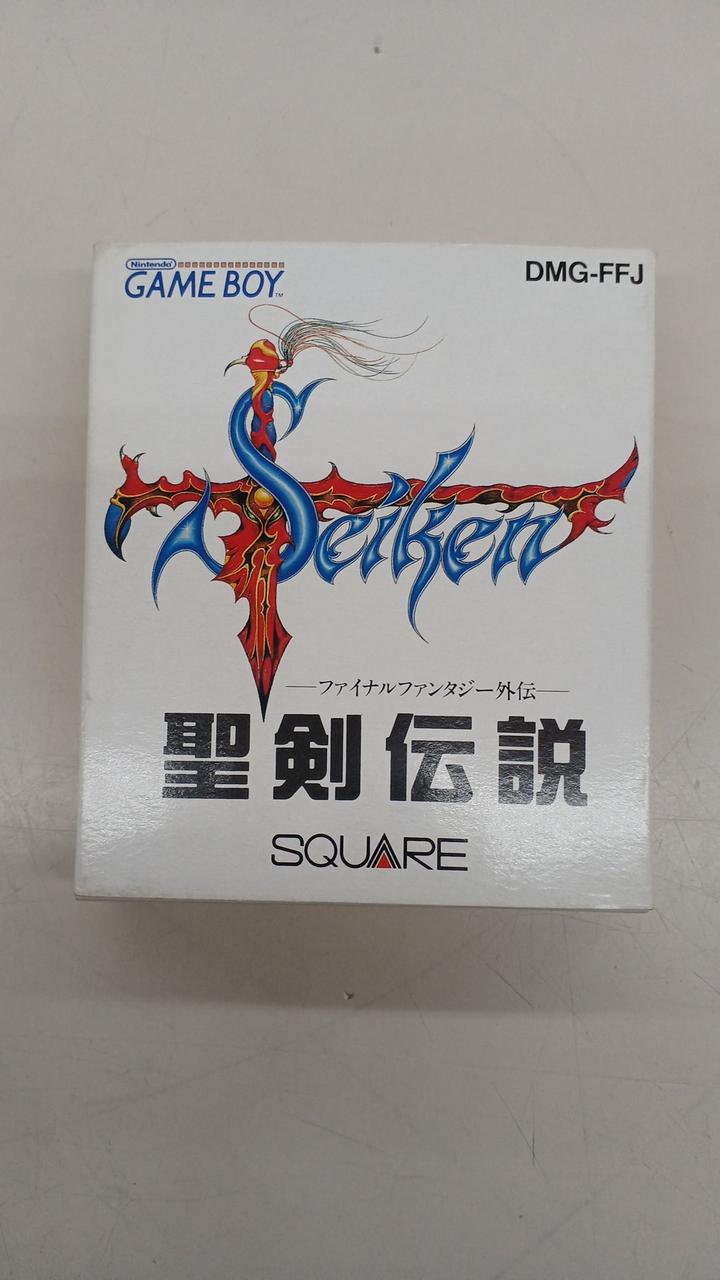 Nintendo
GAME BOY™
DMG-FFJ
Seiken
―ファイナルファンタジー外伝―
聖剣伝説
SQUARE